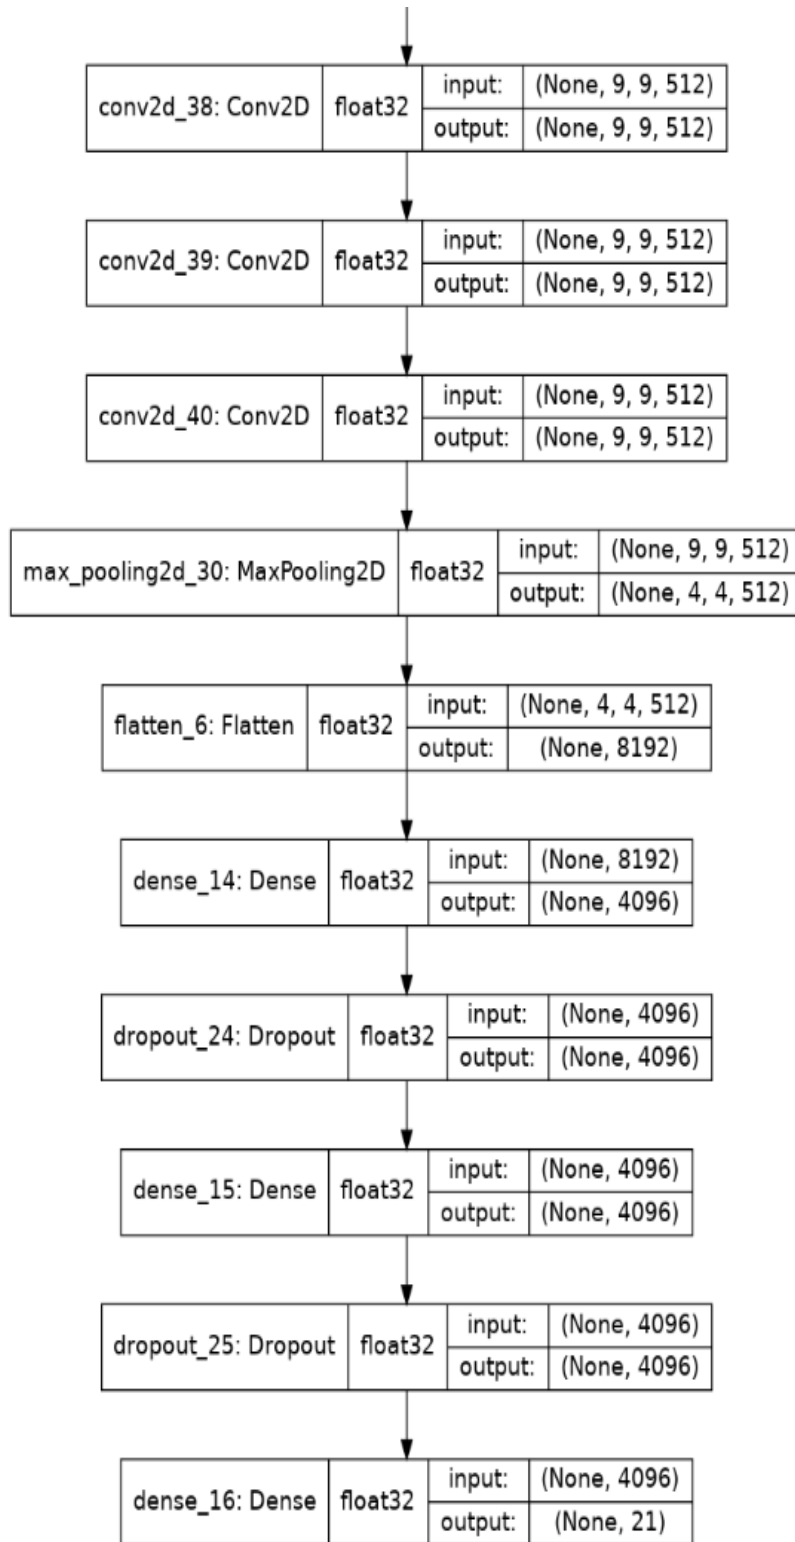 conv2d_38: Conv2D float32 input: (None, 9, 9, 512)
output: (None, 9, 9, 512)
conv2d_39: Conv2D float32 input: (None, 9, 9, 512)
output: (None, 9, 9, 512)
conv2d_40: Conv2D float32 input: (None, 9, 9, 512)
output: (None, 9, 9, 512)
max_pooling2d_30: MaxPooling2D float32 input: (None, 9, 9, 512)
output: (None, 4, 4, 512)
flatten_6: Flatten float32 input: (None, 4, 4, 512)
output: (None, 8192)
dense_14: Dense float32 input: (None, 8192)
output: (None, 4096)
dropout_24: Dropout float32 input: (None, 4096)
output: (None, 4096)
dense_15: Dense float32 input: (None, 4096)
output: (None, 4096)
dropout_25: Dropout float32 input: (None, 4096)
output: (None, 4096)
dense_16: Dense float32 input: (None, 4096)
output: (None, 21)